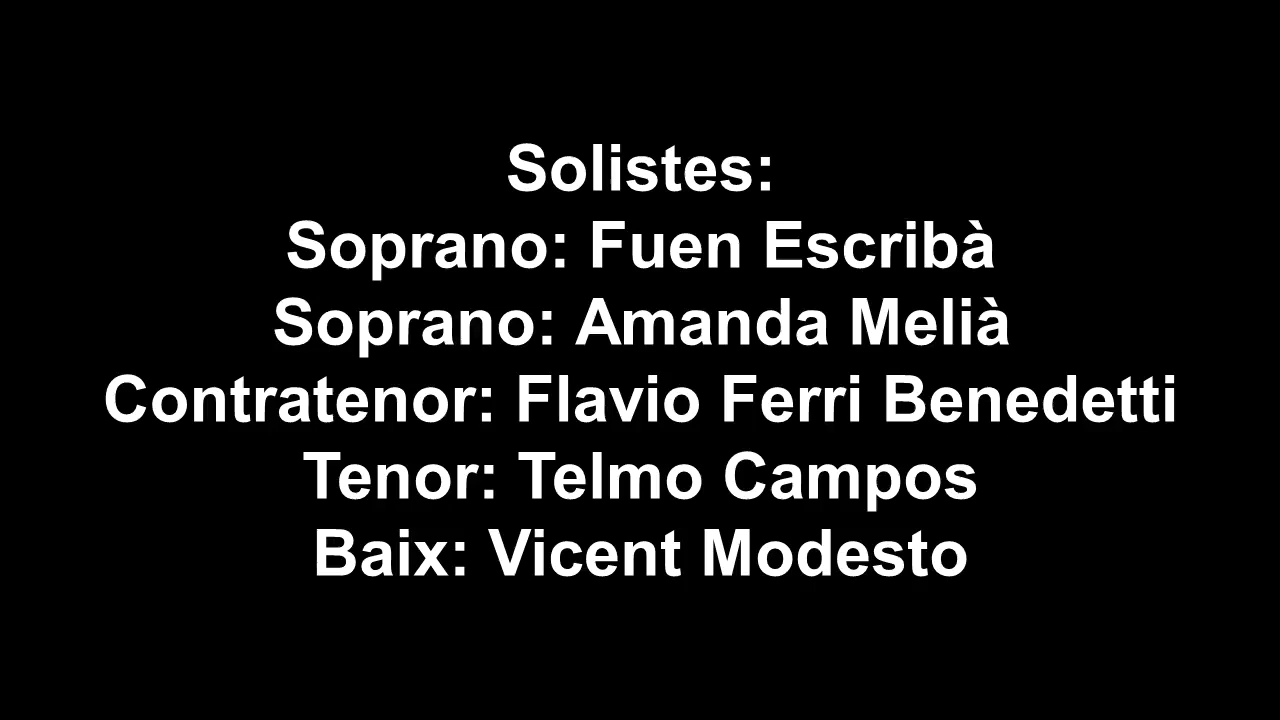 Solistes:
Soprano: Fuen Escribà
Soprano: Amanda Melià
Contratenor: Flavio Ferri Benedetti
Tenor: Telmo Campos
Baix: Vicent Modesto